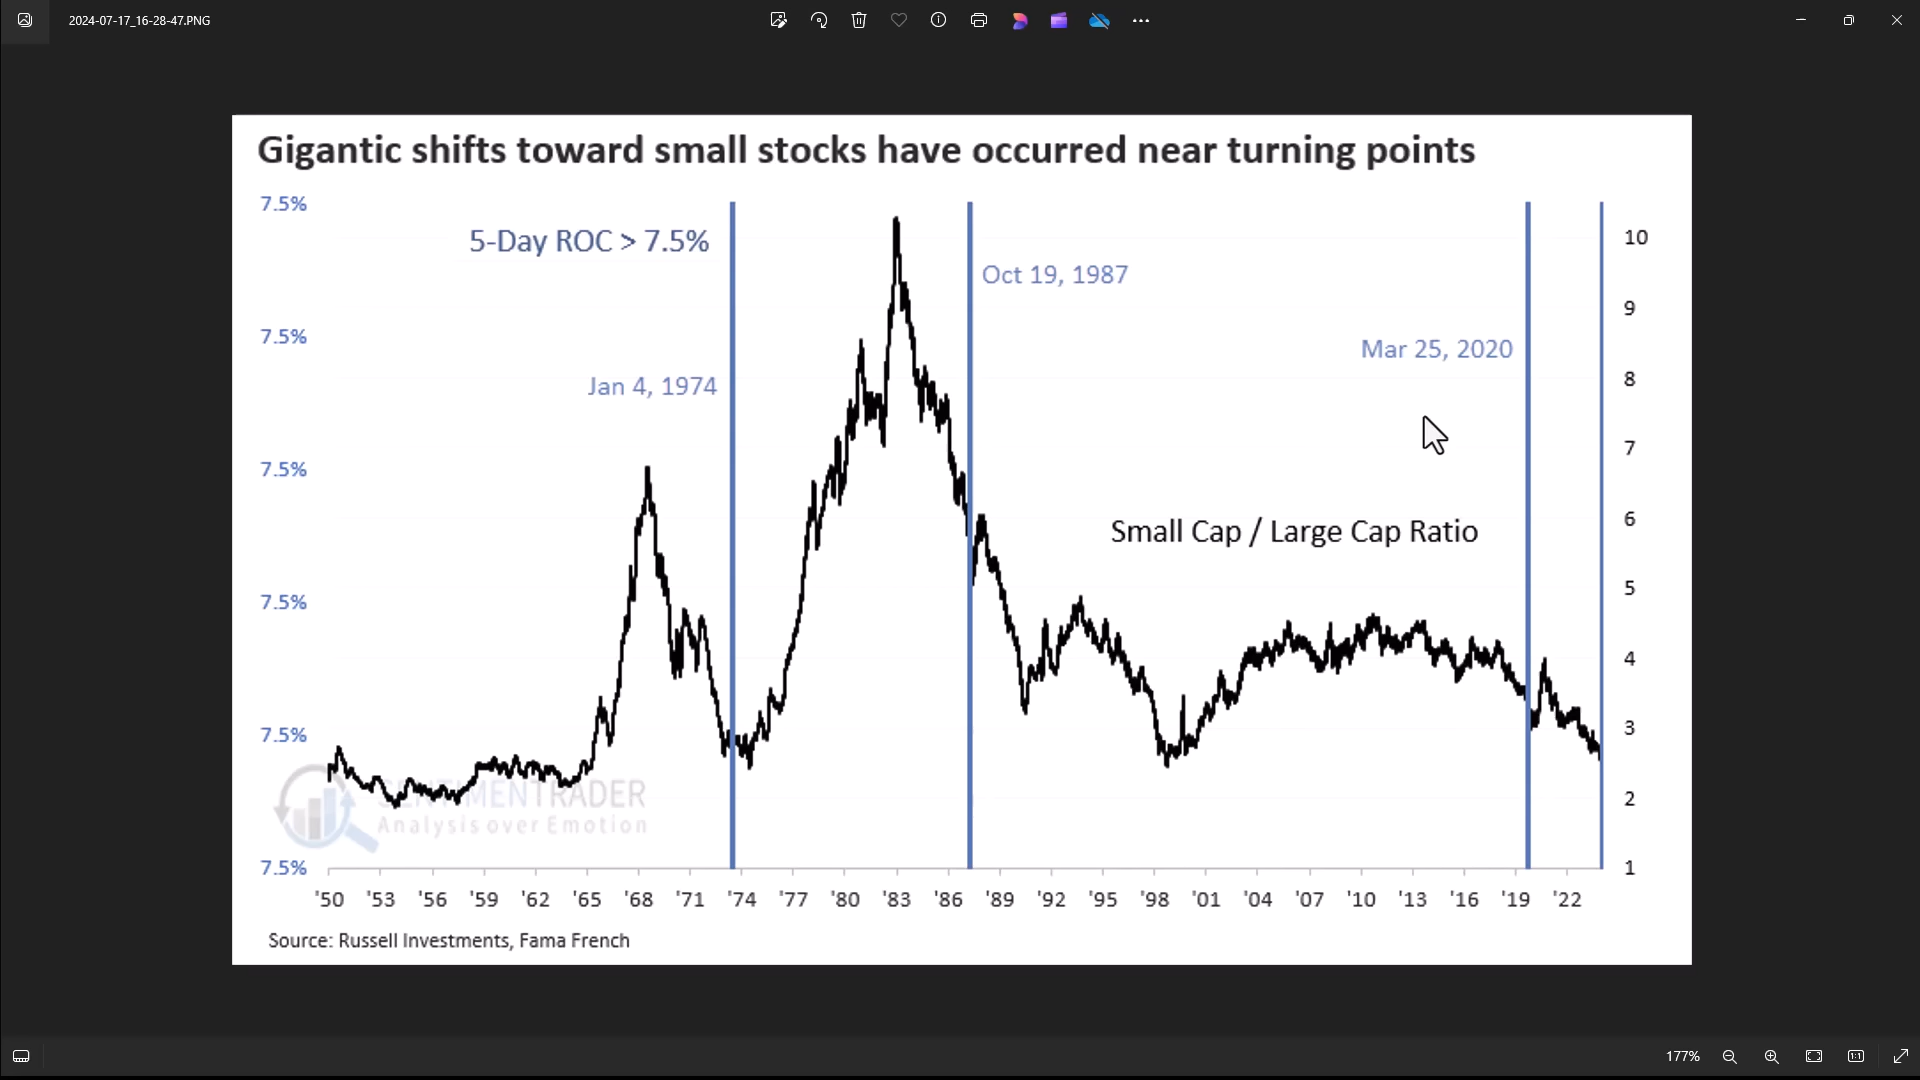 2024-07-17_16-28-47.PNG
Gigantic shifts toward small stocks have occurred near turning points
7.5%
5-Day ROC > 7.5%
10
Oct 19, 1987
9
7.5%
Mar 25, 2020
Jan 4, 1974
8
7
7.5%
6
Small Cap / Large Cap Ratio
5
7.5%
4
3
7.5%
SENTIMENTRADER
2
Analysis over Emotion
7.5%
1
'50 '53 '56 '59 '62 '65 '68 '71 '74 '77 '80 '83 '86 '89 '92 '95 '98 '01 '04 '07 '10 '13 '16 '19 '22
Source: Russell Investments, Fama French
177%
1:1